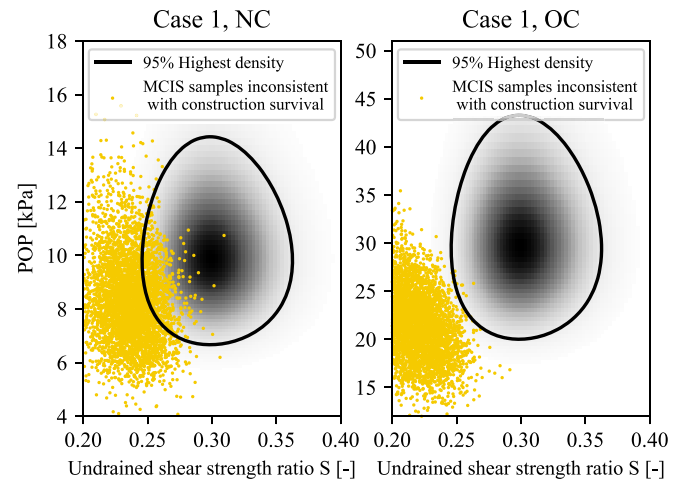 Case 1, NC
18
16
14
12
10
8
6
4
POP [kPa]
95% Highest density
MCIS samples inconsistent
with construction survival
0.20
0.25
0.30
0.35
0.40
Undrained shear strength ratio S [-]
Case 1, OC
50
45
40
35
30
25
20
15
95% Highest density
MCIS samples inconsistent
with construction survival
0.20
0.25
0.30
0.35
0.40
Undrained shear strength ratio S [-]